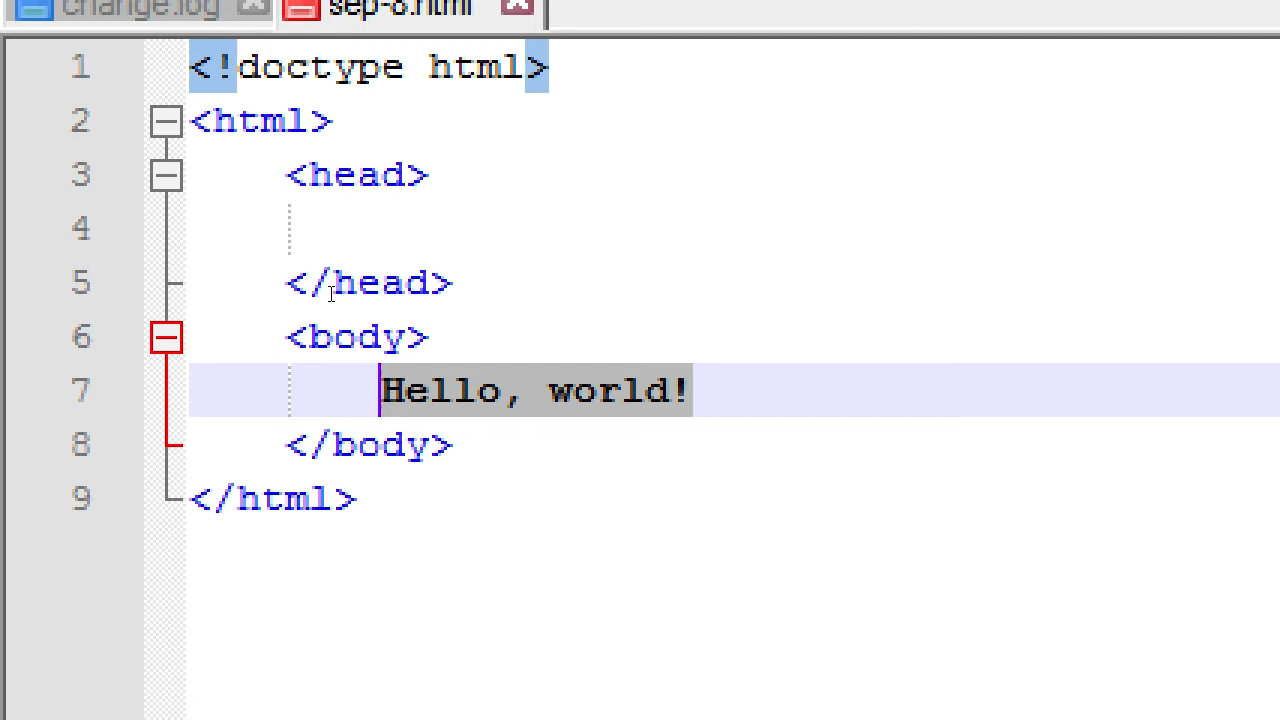 change.log sep-8.html
1 <!doctype html>
2 <html>
3 <head>
4
5 </head>
6 <body>
7 Hello, world!
8 </body>
9 </html>